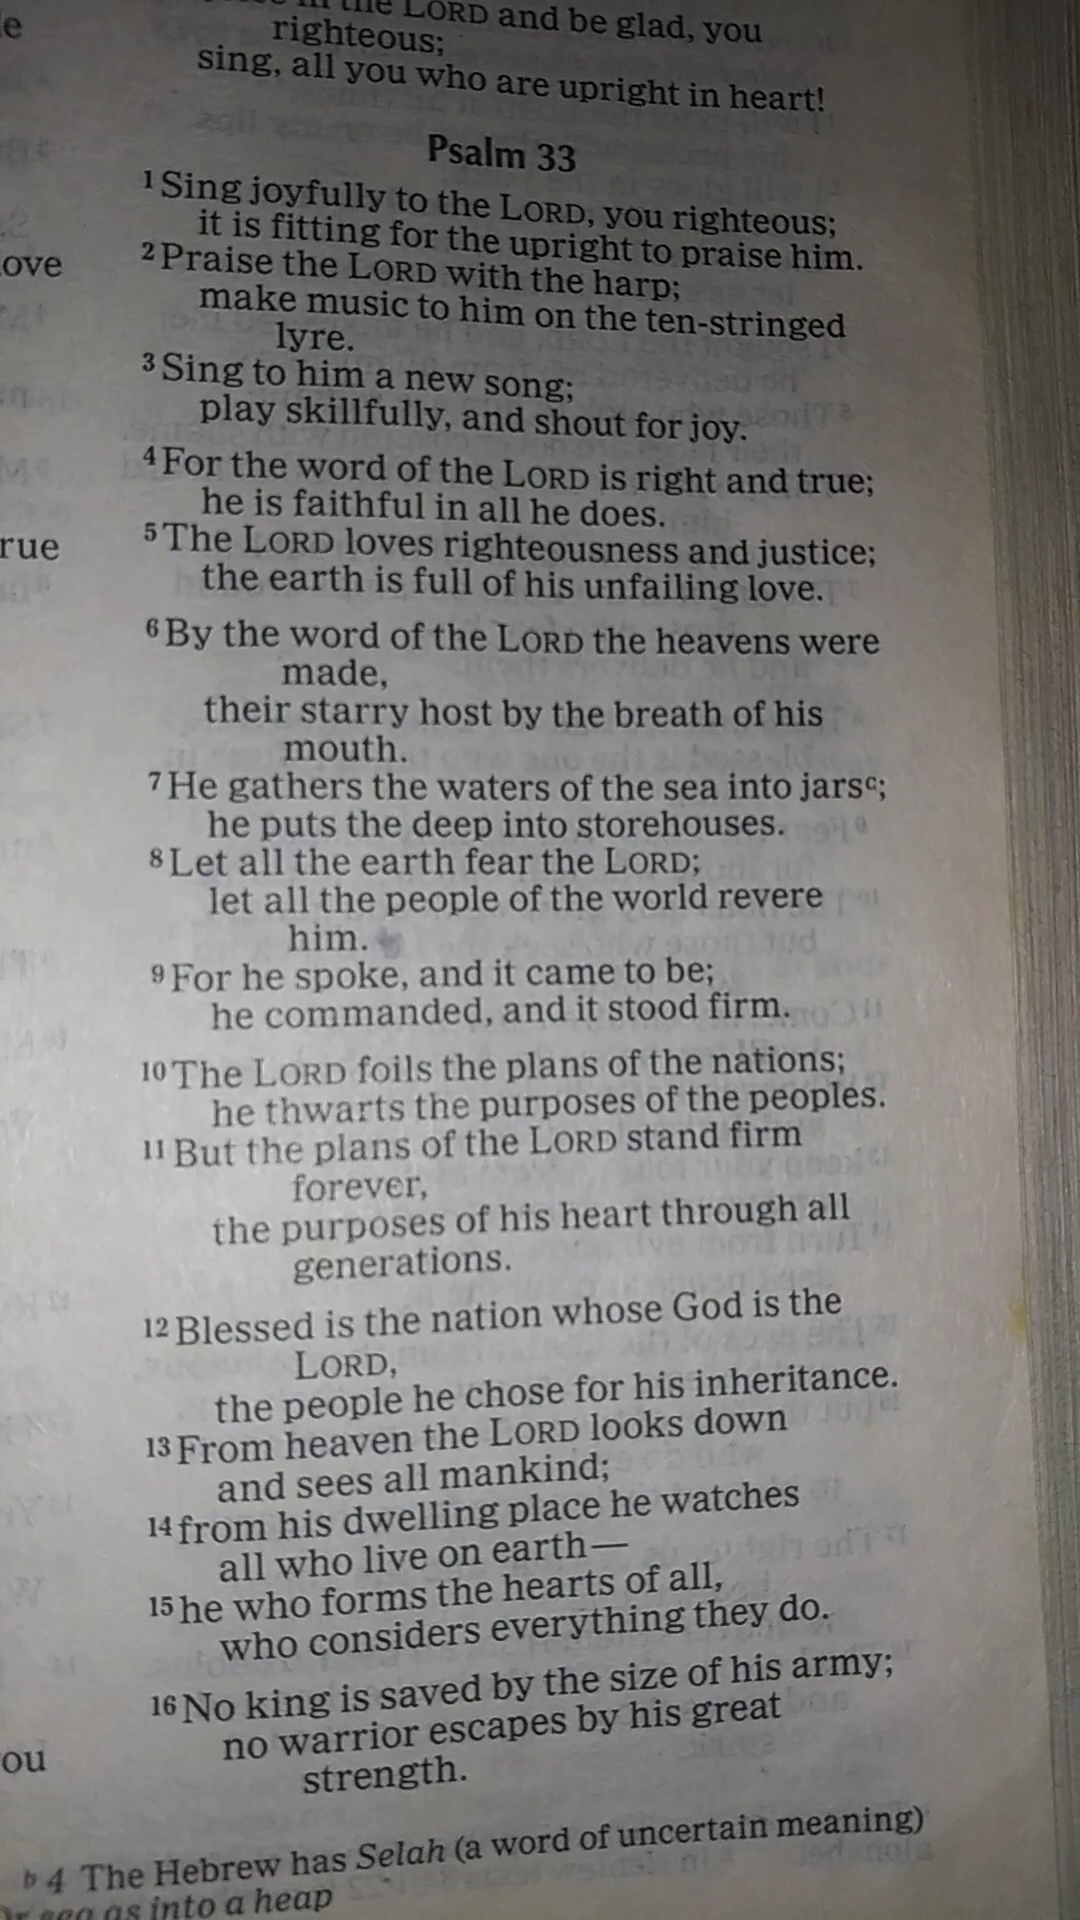 the LORD and be glad, you
righteous;
sing, all you who are upright in heart!
Psalm 33
1 Sing joyfully to the LORD, you righteous;
it is fitting for the upright to praise him.
2 Praise the LORD with the harp;
make music to him on the ten-stringed
lyre.
3 Sing to him a new song;
play skillfully, and shout for joy.
4 For the word of the LORD is right and true;
he is faithful in all he does.
5 The LORD loves righteousness and justice;
the earth is full of his unfailing love.
6 By the word of the LORD the heavens were
made,
their starry host by the breath of his
mouth.
7 He gathers the waters of the sea into jarsᶜ;
he puts the deep into storehouses.
8 Let all the earth fear the LORD;
let all the people of the world revere
him.
9 For he spoke, and it came to be;
he commanded, and it stood firm.
10 The LORD foils the plans of the nations;
he thwarts the purposes of the peoples.
11 But the plans of the LORD stand firm
forever,
the purposes of his heart through all
generations.
12 Blessed is the nation whose God is the
LORD,
the people he chose for his inheritance.
13 From heaven the LORD looks down
and sees all mankind;
14 from his dwelling place he watches
all who live on earth—
15 he who forms the hearts of all,
who considers everything they do.
16 No king is saved by the size of his army;
no warrior escapes by his great
strength.
b 4 The Hebrew has Selah (a word of uncertain meaning)
sea as into a heap